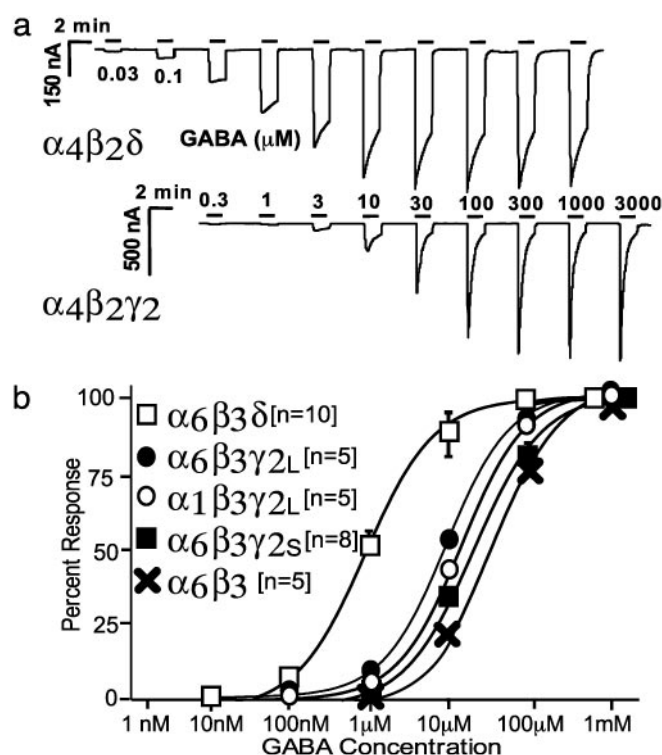 a
2 min
150 nA
0.03 0.1
α4β2δ
GABA (μM)
2 min
0.3 1 3 10 30 100 300 1000 3000
500 nA
α4β2γ2
b
100
75
50
25
0
Percent Response
α6β3δ[n=10]
α6β3γ2L [n=5]
α1β3γ2L [n=5]
α6β3γ2S [n=8]
α6β3 [n=5]
1 nM 10nM 100nM 1μM 10μM 100μM 1mM
GABA Concentration